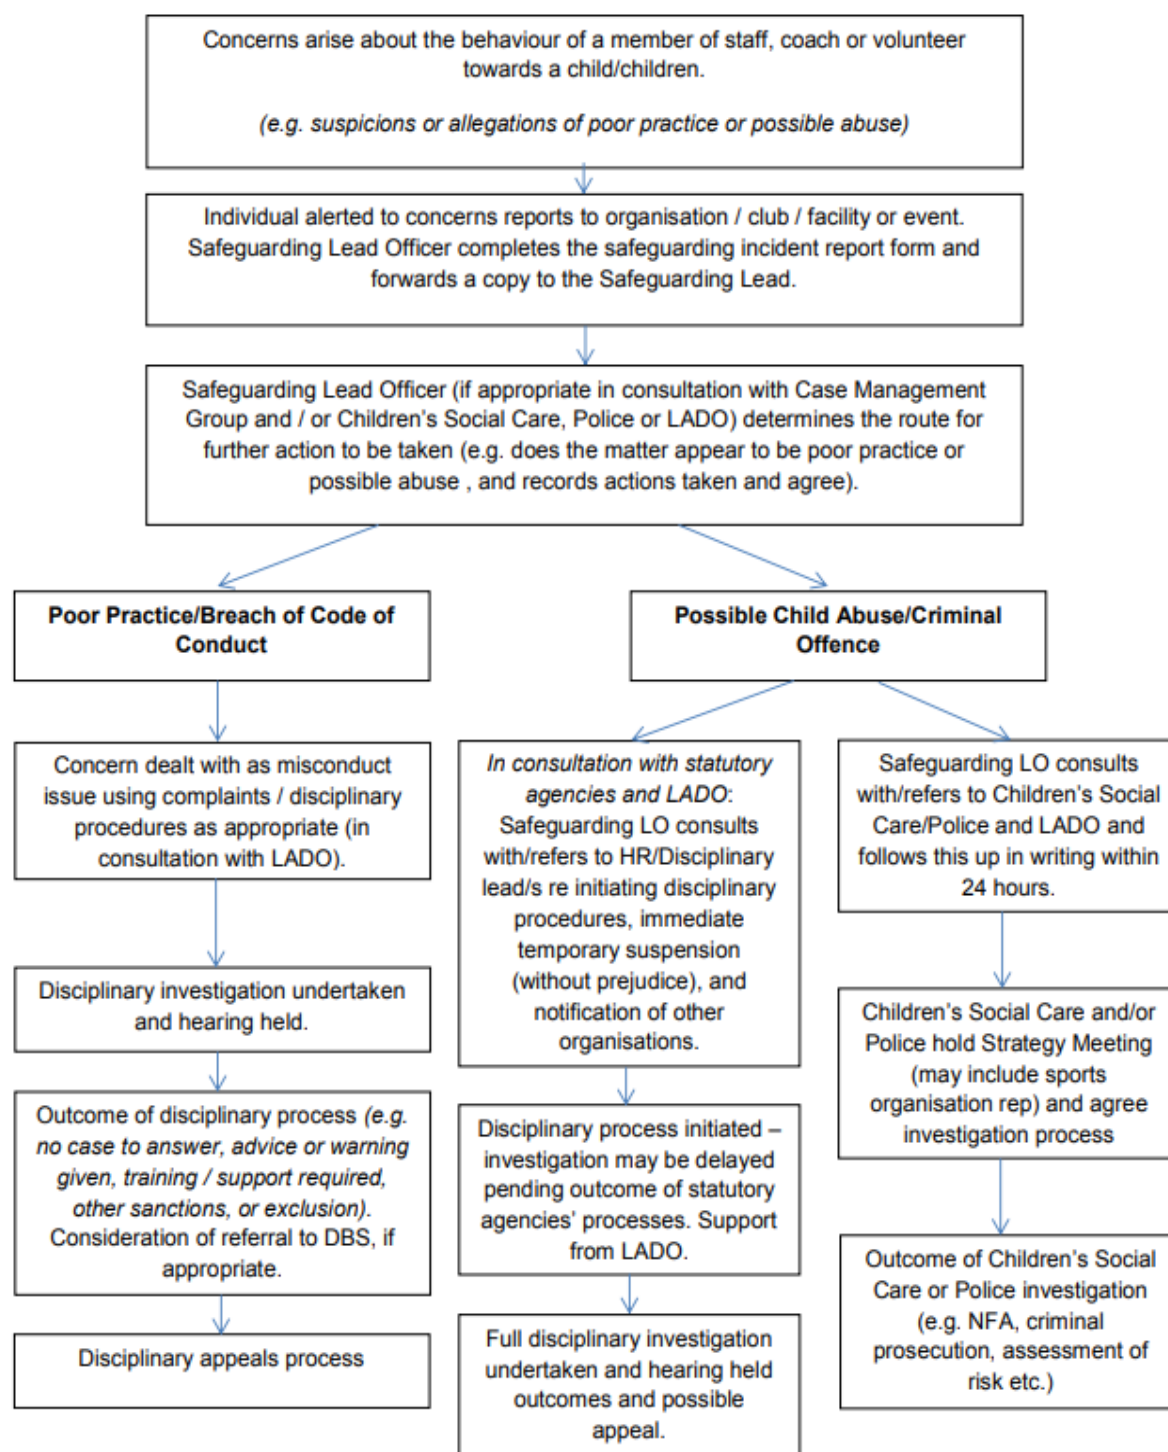 Concerns arise about the behaviour of a member of staff, coach or volunteer
towards a child/children.
(e.g. suspicions or allegations of poor practice or possible abuse)
Individual alerted to concerns reports to organisation / club / facility or event.
Safeguarding Lead Officer completes the safeguarding incident report form and
forwards a copy to the Safeguarding Lead.
Safeguarding Lead Officer (if appropriate in consultation with Case Management
Group and / or Children's Social Care, Police or LADO) determines the route for
further action to be taken (e.g. does the matter appear to be poor practice or
possible abuse , and records actions taken and agree).
Poor Practice/Breach of Code of
Conduct
Concern dealt with as misconduct
issue using complaints / disciplinary
procedures as appropriate (in
consultation with LADO).
Disciplinary investigation undertaken
and hearing held.
Outcome of disciplinary process (e.g.
no case to answer, advice or warning
given, training / support required,
other sanctions, or exclusion).
Consideration of referral to DBS, if
appropriate.
Disciplinary appeals process
Possible Child Abuse/Criminal
Offence
In consultation with statutory
agencies and LADO:
Safeguarding LO consults
with/refers to HR/Disciplinary
lead/s re initiating disciplinary
procedures, immediate
temporary suspension
(without prejudice), and
notification of other
organisations.
Disciplinary process initiated –
investigation may be delayed
pending outcome of statutory
agencies' processes. Support
from LADO.
Full disciplinary investigation
undertaken and hearing held
outcomes and possible
appeal.
Safeguarding LO consults
with/refers to Children's Social
Care/Police and LADO and
follows this up in writing within
24 hours.
Children's Social Care and/or
Police hold Strategy Meeting
(may include sports
organisation rep) and agree
investigation process
Outcome of Children's Social
Care or Police investigation
(e.g. NFA, criminal
prosecution, assessment of
risk etc.)